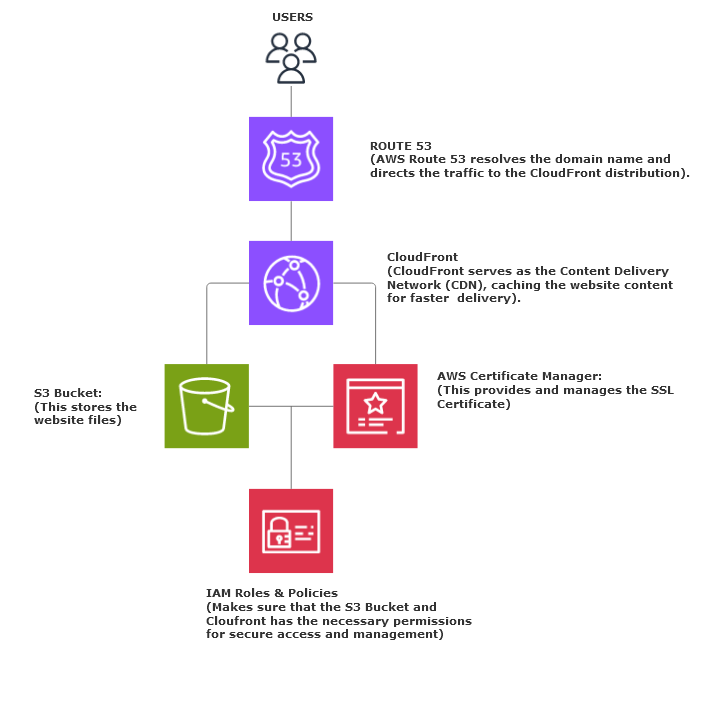 USERS
53
ROUTE 53
(AWS Route 53 resolves the domain name and
directs the traffic to the CloudFront distribution).
CloudFront
(CloudFront serves as the Content Delivery
Network (CDN), caching the website content
for faster  delivery).
S3 Bucket:
(This stores the
website files)
AWS Certificate Manager:
(This provides and manages the SSL
Certificate)
IAM Roles & Policies
(Makes sure that the S3 Bucket and
Cloufront has the necessary permissions
for secure access and management)